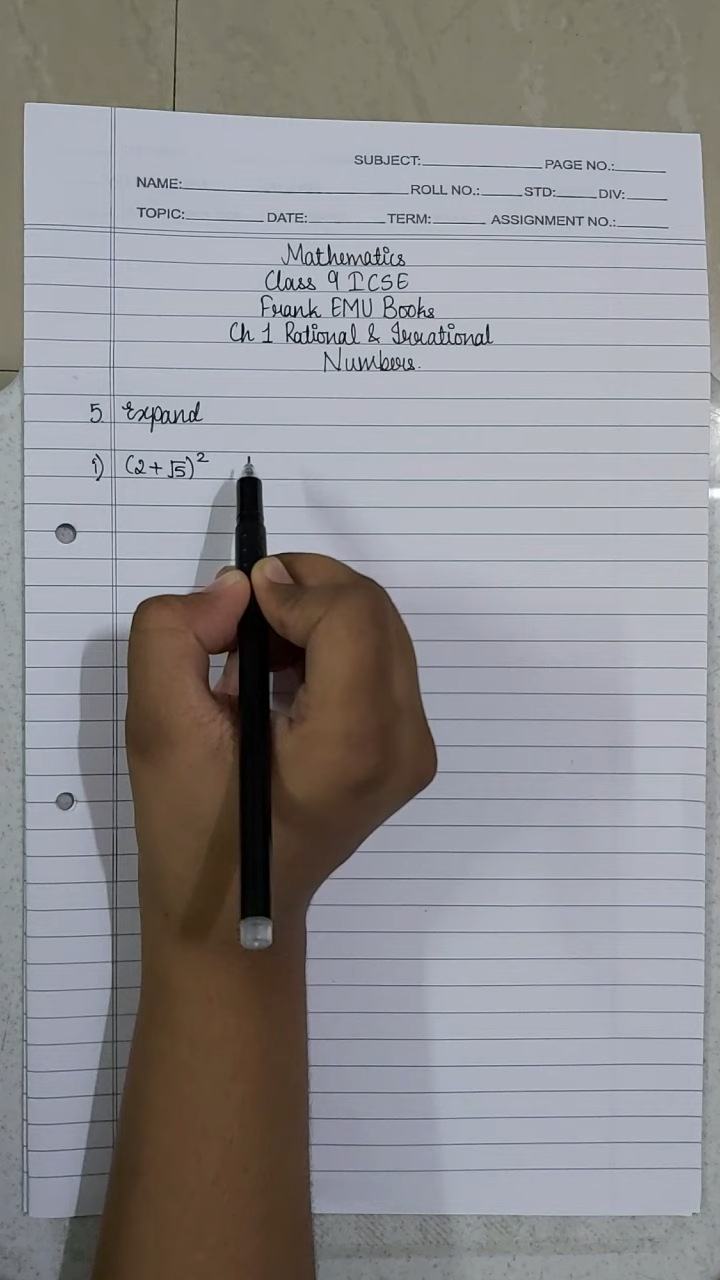 SUBJECT: PAGE NO.:
NAME: ROLL NO.: STD: DIV:
TOPIC: DATE: TERM: ASSIGNMENT NO.:
Mathematics
Class 9 ICSE
Frank EMU Books
Ch 1 Rational & Irrational
Numbers.
5. Expand
i) (2+√5)²